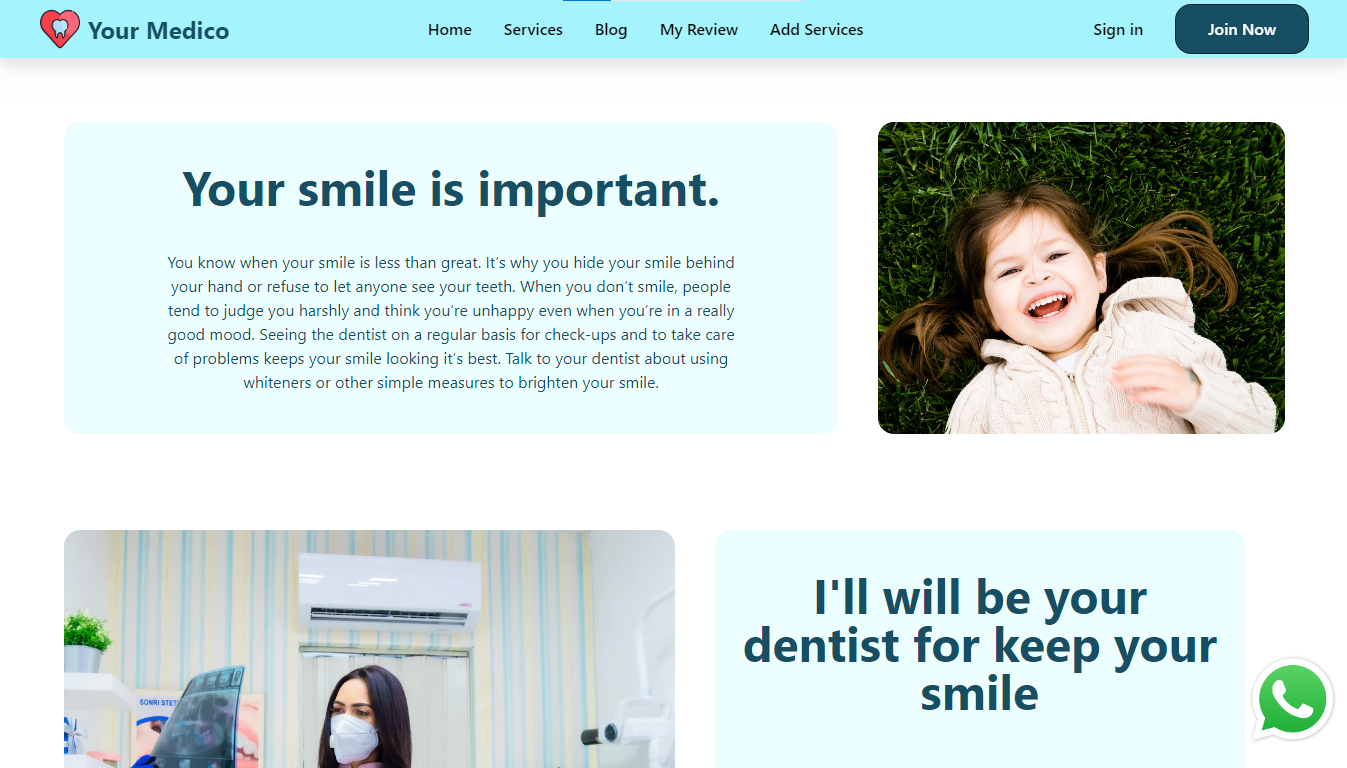 Your Medico
Home
Services
Blog
My Review
Add Services
Sign in
Join Now
Your smile is important.
You know when your smile is less than great. It’s why you hide your smile behind
your hand or refuse to let anyone see your teeth. When you don’t smile, people
tend to judge you harshly and think you’re unhappy even when you’re in a really
good mood. Seeing the dentist on a regular basis for check-ups and to take care
of problems keeps your smile looking it’s best. Talk to your dentist about using
whiteners or other simple measures to brighten your smile.
I'll will be your
dentist for keep your
smile
SONRI STET